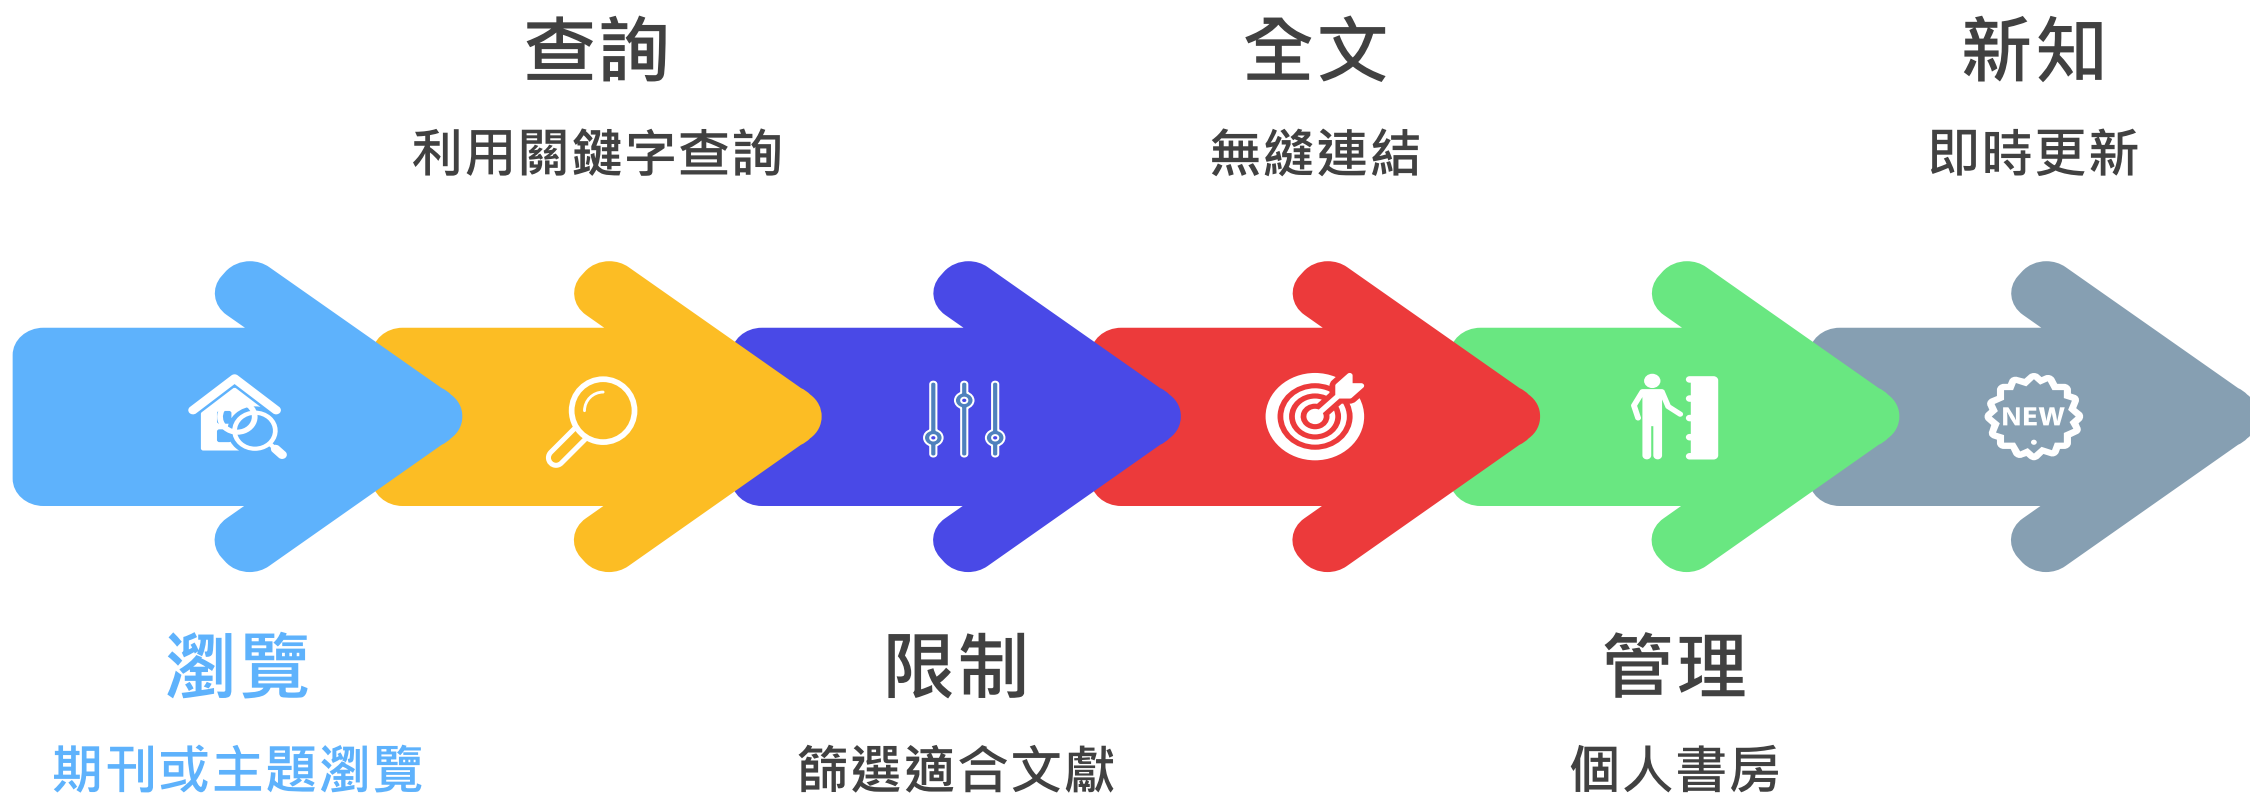 查詢
利用關鍵字查詢
全文
無縫連結
新知
即時更新
NEW
瀏覽
期刊或主題瀏覽
限制
篩選適合文獻
管理
個人書房